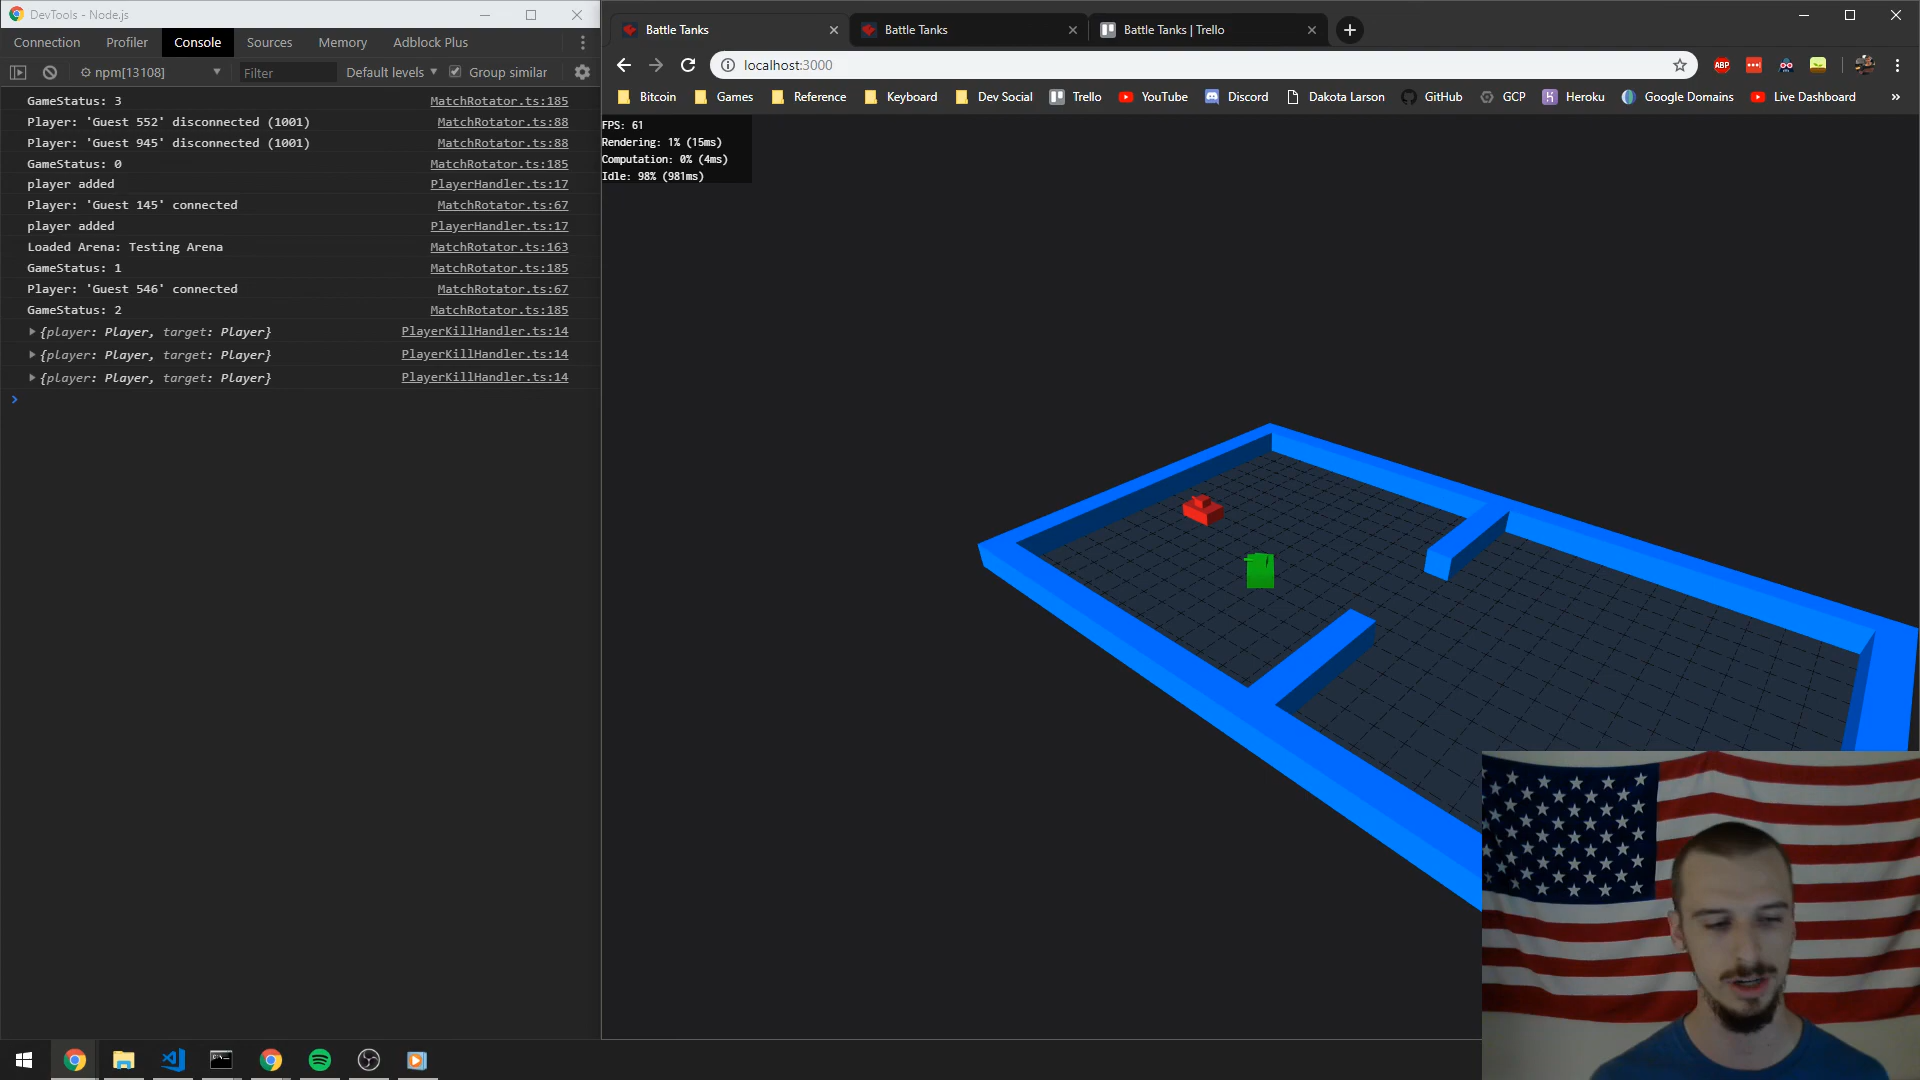 DevTools - Node.js
Connection Profiler Console Sources Memory Adblock Plus
npm[13108] Filter Default levels Group similar
GameStatus: 3 MatchRotator.ts:185
Player: 'Guest 552' disconnected (1001) MatchRotator.ts:88
Player: 'Guest 945' disconnected (1001) MatchRotator.ts:88
GameStatus: 0 MatchRotator.ts:185
player added PlayerHandler.ts:17
Player: 'Guest 145' connected MatchRotator.ts:67
player added PlayerHandler.ts:17
Loaded Arena: Testing Arena MatchRotator.ts:163
GameStatus: 1 MatchRotator.ts:185
Player: 'Guest 546' connected MatchRotator.ts:67
GameStatus: 2 MatchRotator.ts:185
{player: Player, target: Player} PlayerKillHandler.ts:14
{player: Player, target: Player} PlayerKillHandler.ts:14
{player: Player, target: Player} PlayerKillHandler.ts:14
Battle Tanks Battle Tanks Battle Tanks | Trello
localhost:3000 ABP
Bitcoin Games Reference Keyboard Dev Social Trello YouTube Discord Dakota Larson GitHub GCP Heroku Google Domains Live Dashboard »
FPS: 61
Rendering: 1% (15ms)
Computation: 0% (4ms)
Idle: 98% (981ms)